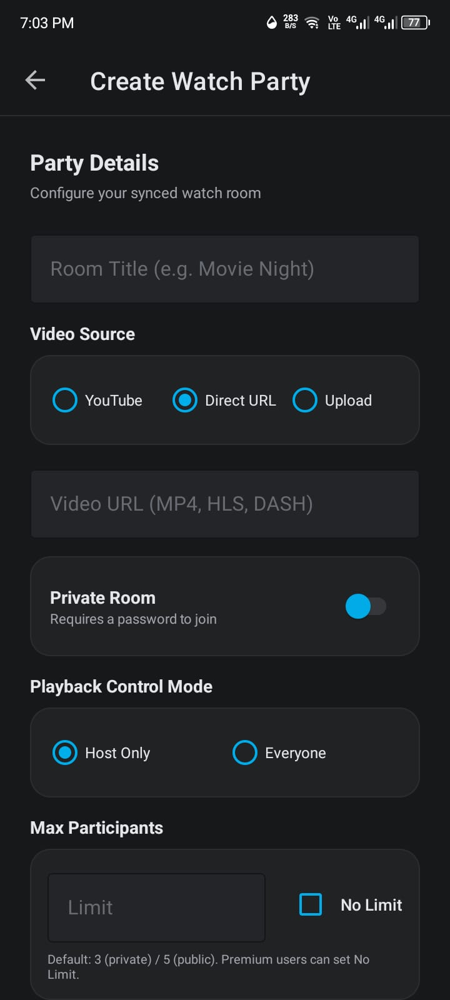 7:03 PM
283 B/S Vo LTE 4G 4G 77
Create Watch Party
Party Details
Configure your synced watch room
Room Title (e.g. Movie Night)
Video Source
YouTube Direct URL Upload
Video URL (MP4, HLS, DASH)
Private Room
Requires a password to join
Playback Control Mode
Host Only Everyone
Max Participants
Limit No Limit
Default: 3 (private) / 5 (public). Premium users can set No
Limit.